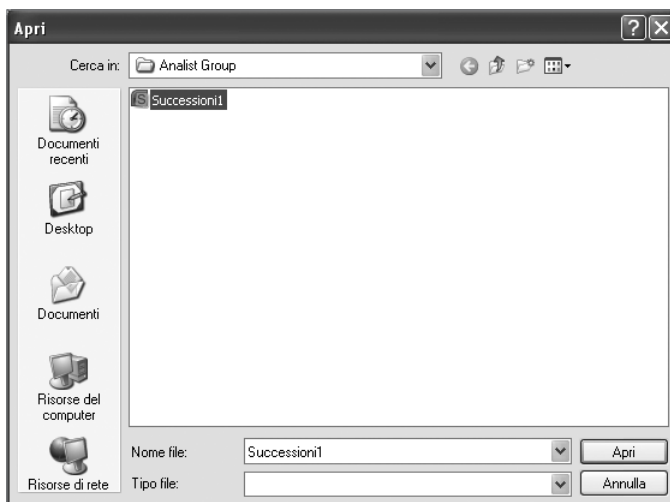 Apri
Cerca in:
Analist Group
Successioni1
Documenti
recenti
Desktop
Documenti
Risorse del
computer
Risorse di rete
Nome file:
Successioni1
Apri
Tipo file:
Annulla